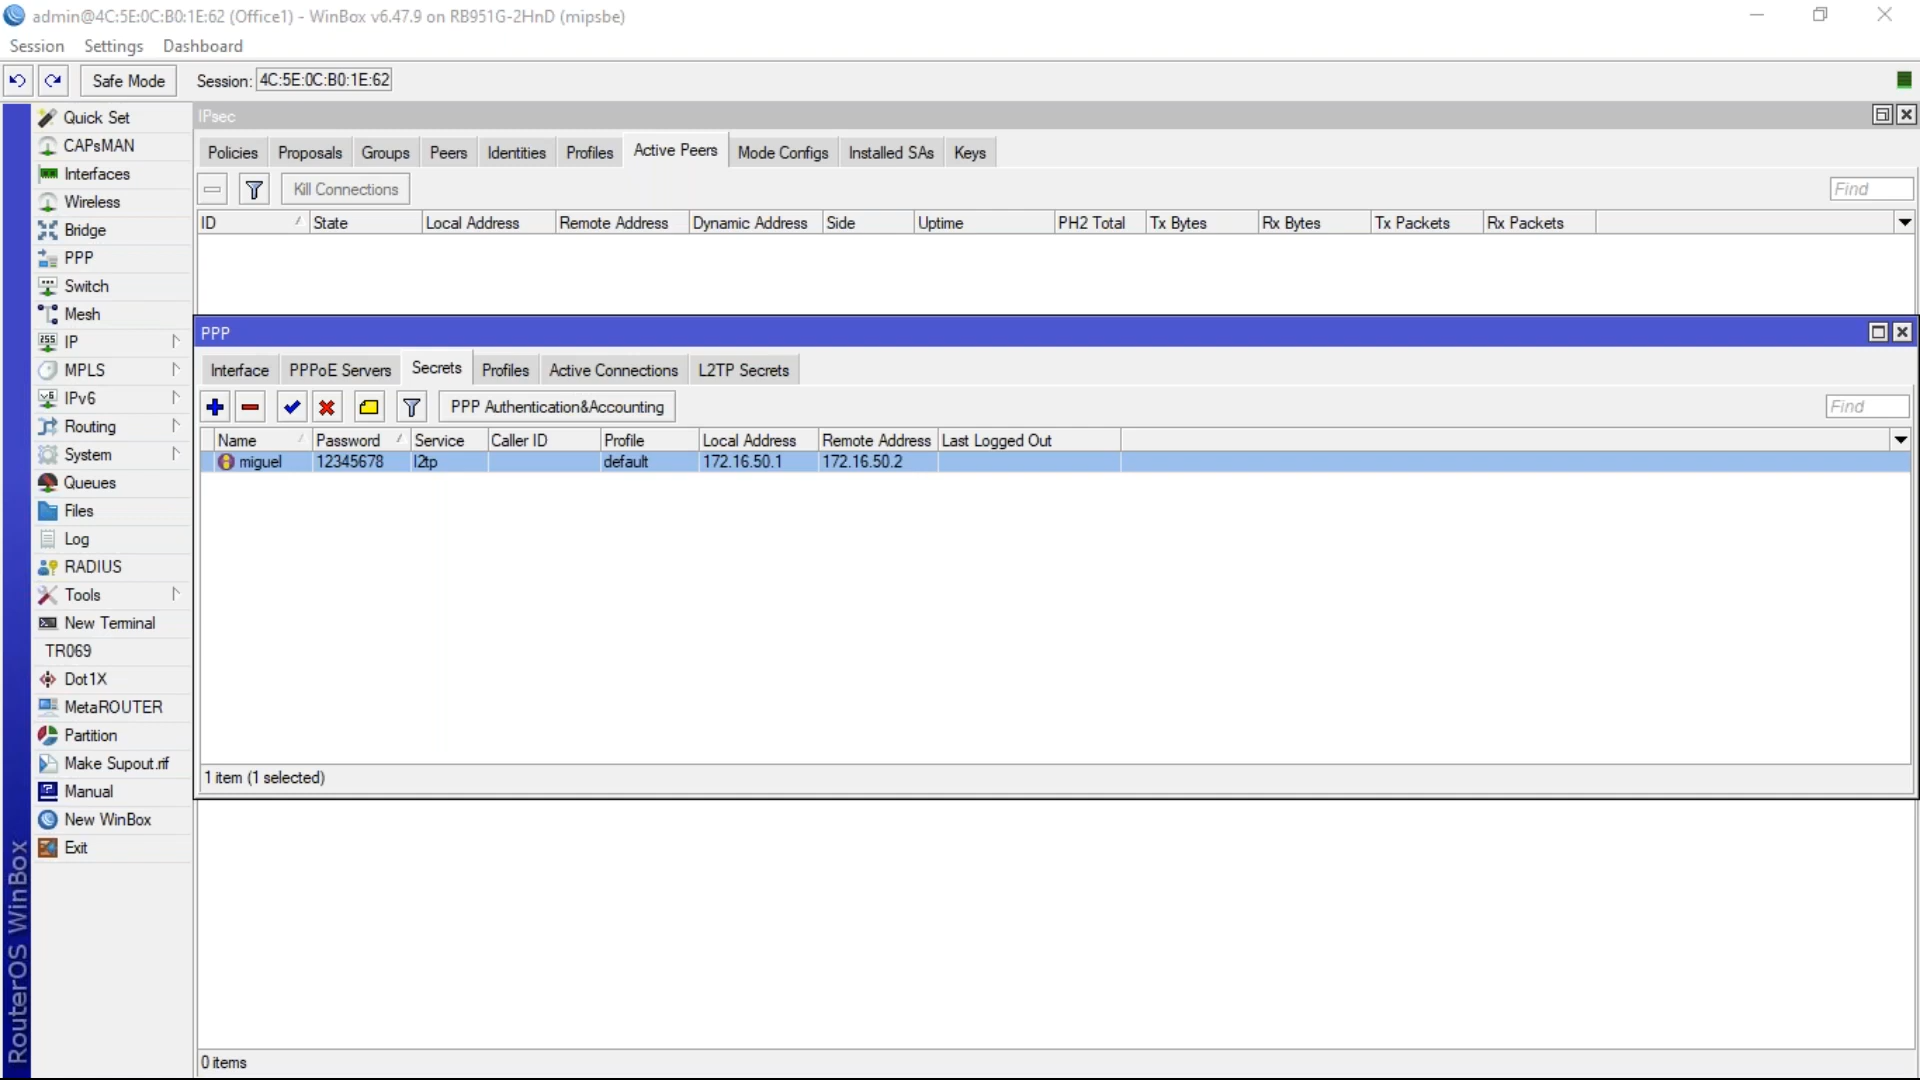 admin@4C:5E:0C:B0:1E:62 (Office1) - WinBox v6.47.9 on RB951G-2HnD (mipsbe)
Session Settings Dashboard
Safe Mode Session: 4C:5E:0C:B0:1E:62
Quick Set
CAPsMAN
Interfaces
Wireless
Bridge
PPP
Switch
Mesh
IP
MPLS
IPv6
Routing
System
Queues
Files
Log
RADIUS
Tools
New Terminal
TR069
Dot1X
MetaROUTER
Partition
Make Supout.rif
Manual
New WinBox
Exit
RouterOS WinBox
IPsec
Policies Proposals Groups Peers Identities Profiles Active Peers Mode Configs Installed SAs Keys
Kill Connections Find
ID State Local Address Remote Address Dynamic Address Side Uptime PH2 Total Tx Bytes Rx Bytes Tx Packets Rx Packets
PPP
Interface PPPoE Servers Secrets Profiles Active Connections L2TP Secrets
PPP Authentication&Accounting Find
Name Password Service Caller ID Profile Local Address Remote Address Last Logged Out
miguel 12345678 l2tp default 172.16.50.1 172.16.50.2
1 item (1 selected)
0 items